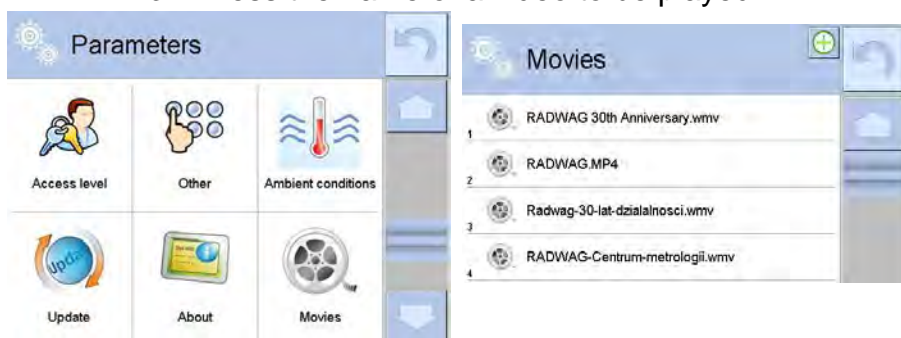 Parameters
Access level
Other
Ambient conditions
Update
About
Movies
Movies
1 RADWAG 30th Anniversary.wmv
2 RADWAG.MP4
3 Radwag-30-lat-dzialalnosci.wmv
4 RADWAG-Centrum-metrologii.wmv